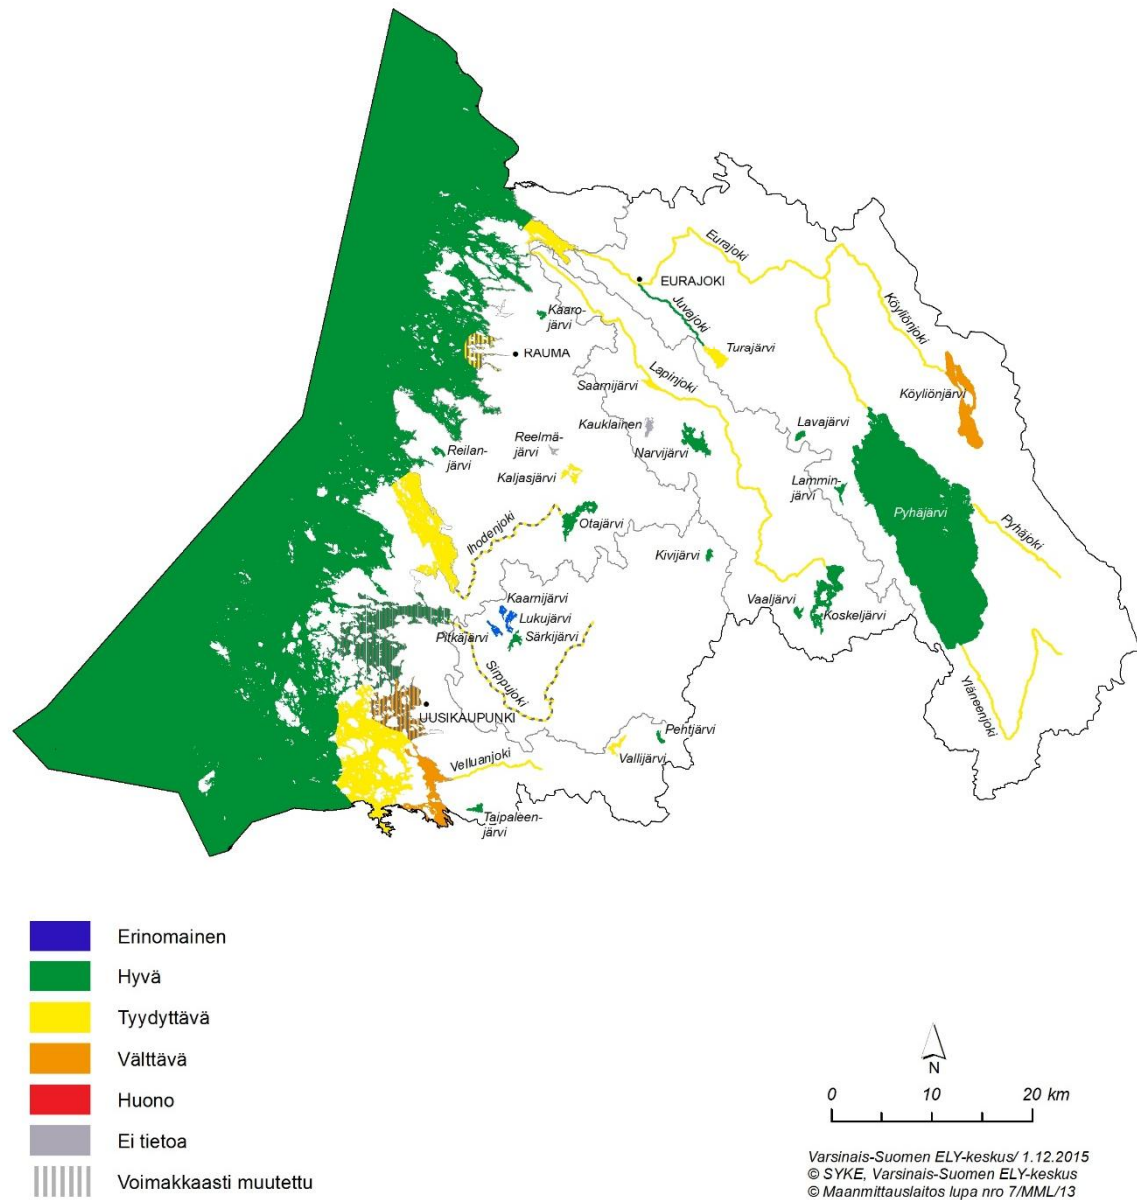 Eurajoki
EURAJOKI
Köyliönjoki
Juvajoki
Kaaro-
järvi
RAUMA
Turajärvi
Lapinjoki
Saarnijärvi
Köyliönjärvi
Kauklainen
Lavajärvi
Reelmä-
järvi
Narvijärvi
Reilan-
järvi
Kaljasjärvi
Lammin-
järvi
Pyhäjärvi
Ihodenjoki
Otajärvi
Pyhäjoki
Kivijärvi
Kaarnijärvi
Vaaljärvi
Lukujärvi
Koskeljärvi
Pitkäjärvi
Särkijärvi
Sirppujoki
Yläneenjoki
UUSIKAUPUNKI
Pehtjärvi
Velluanjoki
Vallijärvi
Taipaleen-
järvi
Erinomainen
Hyvä
Tyydyttävä
Välttävä
Huono
Ei tietoa
Voimakkaasti muutettu
N
0 10 20 km
Varsinais-Suomen ELY-keskus/ 1.12.2015
© SYKE, Varsinais-Suomen ELY-keskus
© Maanmittauslaitos lupa nro 7/MML/13